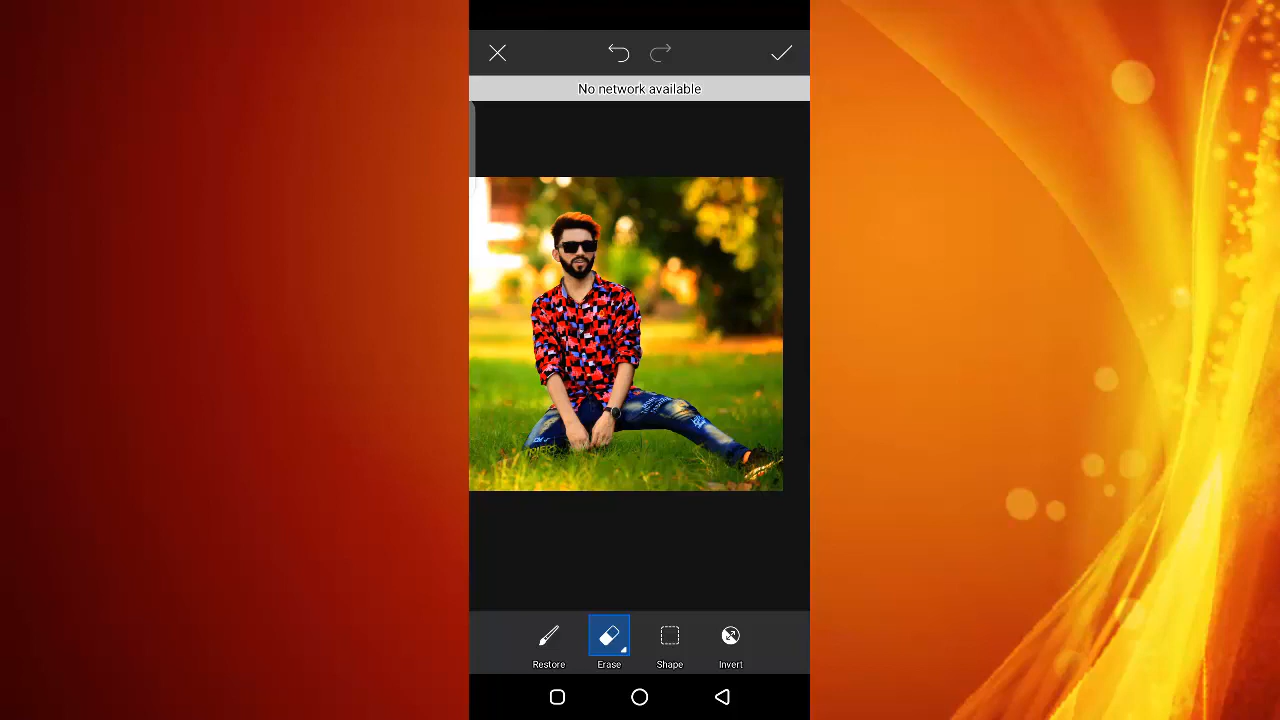 No network available
Restore
Erase
Shape
Invert